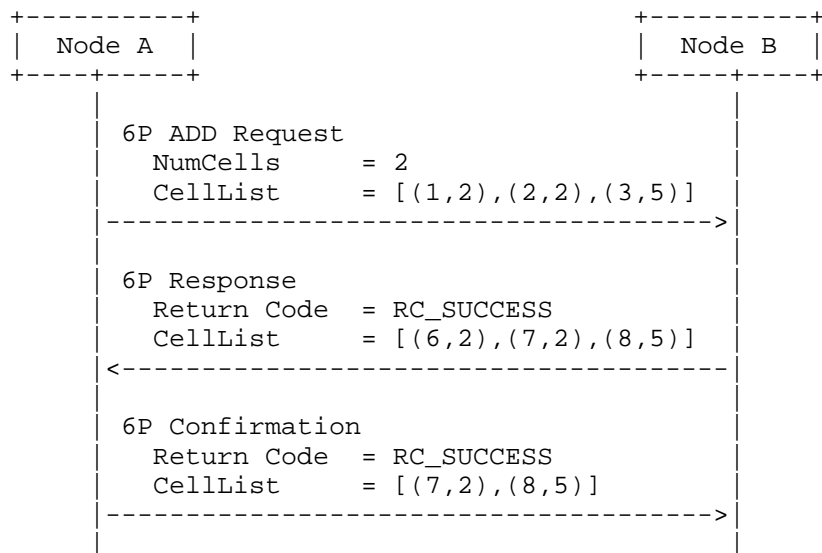 Node A
Node B
6P ADD Request
NumCells = 2
CellList = [(1,2),(2,2),(3,5)]
6P Response
Return Code = RC_SUCCESS
CellList = [(6,2),(7,2),(8,5)]
6P Confirmation
Return Code = RC_SUCCESS
CellList = [(7,2),(8,5)]